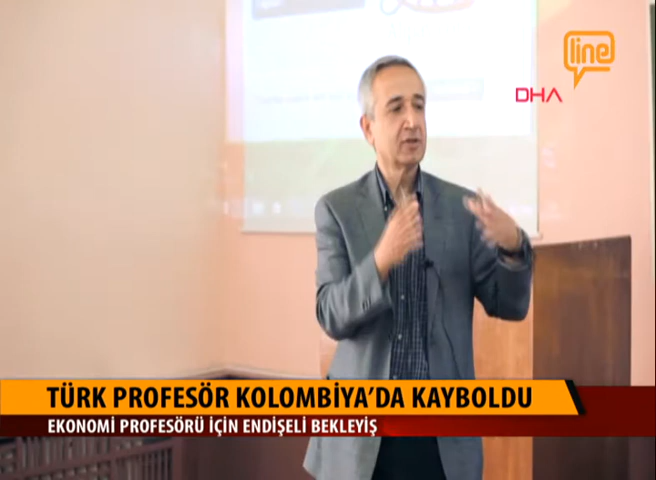 line
DHA
TÜRK PROFESÖR KOLOMBİYA'DA KAYBOLDU
EKONOMİ PROFESÖRÜ İÇİN ENDİŞELİ BEKLEYİŞ